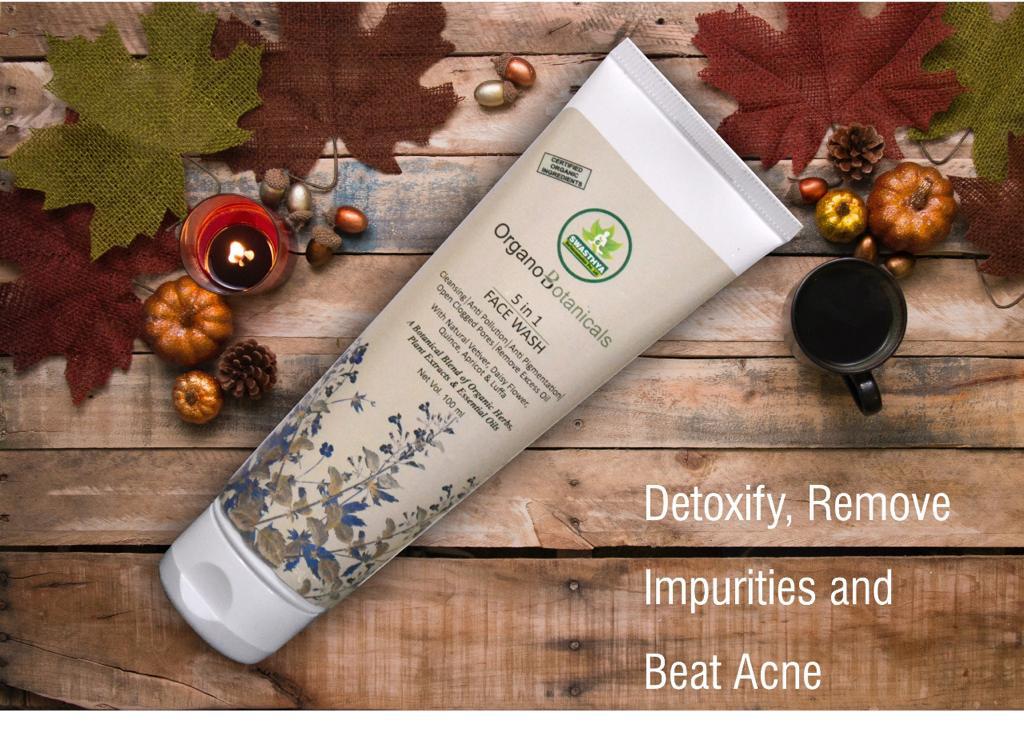 CERTIFIED
ORGANIC
INGREDIENTS
SWASTHYA
OrganoBotanicals
5 in 1
FACE WASH
Cleansing|Anti Pollution|Anti Pigmentation|
Open Clogged Pores|Remove Excess Oil
With Natural Vetiver, Daisy Flower,
Quince, Apricot & Luffa
A Botanical Blend of Organic Herbs,
Plant Extracts & Essential Oils
Net Vol. 100 ml
Detoxify, Remove
Impurities and
Beat Acne